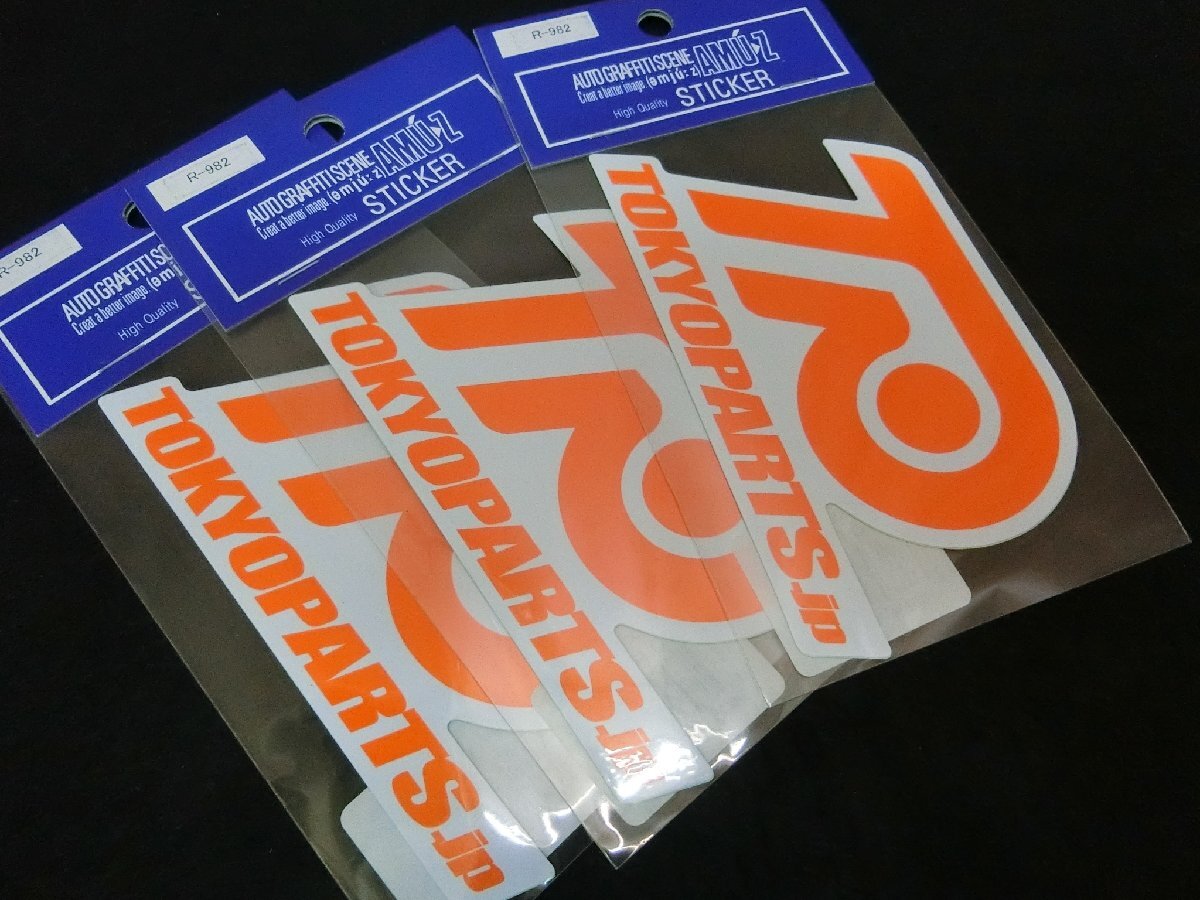 R-982
AUTO GRAFFITI SCENE
Creat a better image. (əmjú:z)
High Quality
R-982
AUTO GRAFFITI SCENE AMÚ-Z
Creat a better image. (əmjú:z)
High Quality STICKER
R-982
AUTO GRAFFITI SCENE AMÚ-Z
Creat a better image. (əmjú:z)
High Quality STICKER
TOKYOPARTS.jp
TOKYOPARTS.jp
TOKYOPARTS.jp